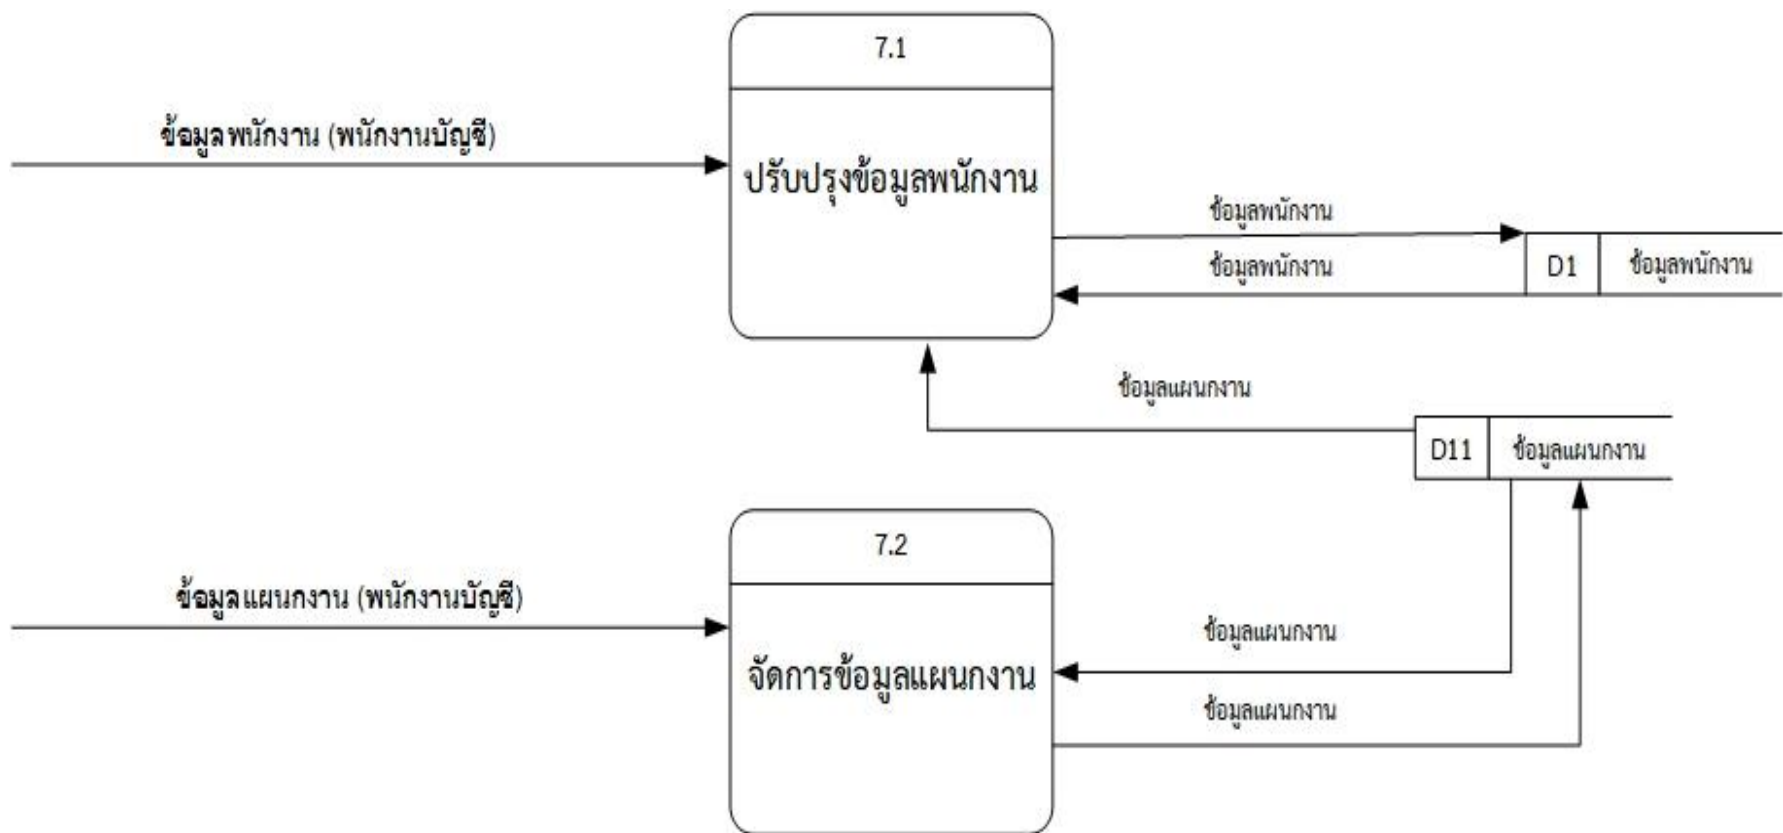 7.1
ข้อมูลพนักงาน (พนักงานบัญชี)
ปรับปรุงข้อมูลพนักงาน
ข้อมูลพนักงาน
ข้อมูลพนักงาน
D1 ข้อมูลพนักงาน
ข้อมูลแผนกงาน
D11 ข้อมูลแผนกงาน
7.2
ข้อมูลแผนกงาน (พนักงานบัญชี)
ข้อมูลแผนกงาน
จัดการข้อมูลแผนกงาน
ข้อมูลแผนกงาน